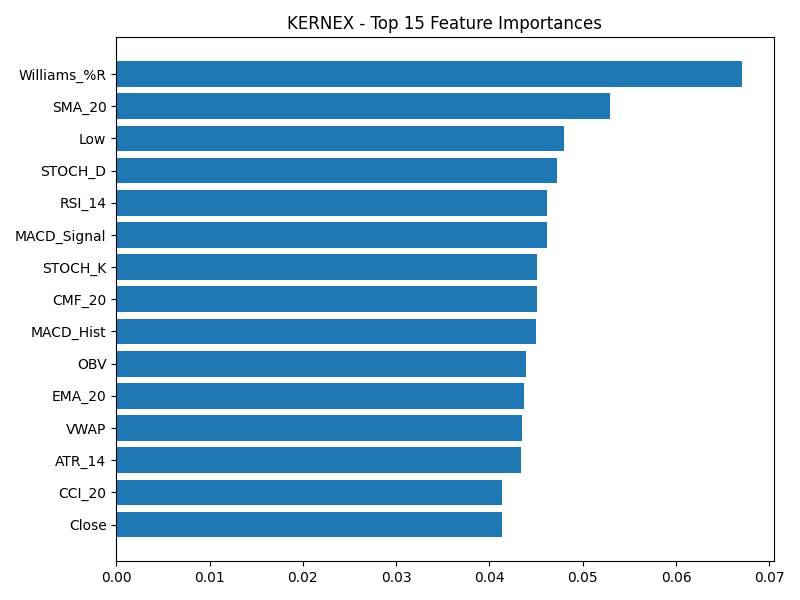 KERNEX - Top 15 Feature Importances
Williams_%R
SMA_20
Low
STOCH_D
RSI_14
MACD_Signal
STOCH_K
CMF_20
MACD_Hist
OBV
EMA_20
VWAP
ATR_14
CCI_20
Close
0.00 0.01 0.02 0.03 0.04 0.05 0.06 0.07